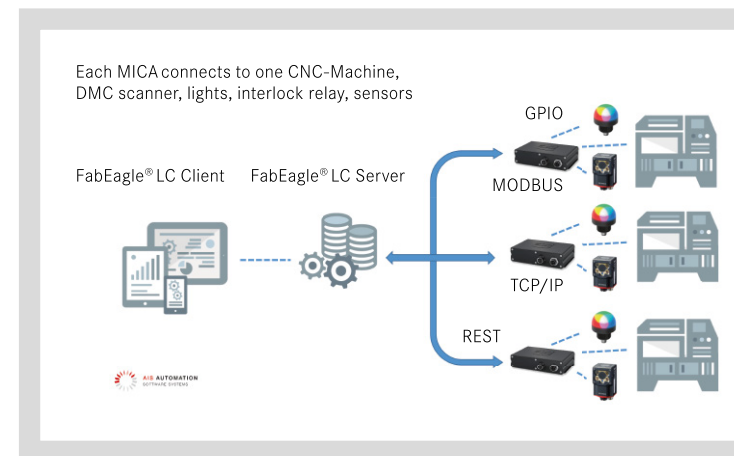 Each MICA connects to one CNC-Machine,
DMC scanner, lights, interlock relay, sensors
GPIO
FabEagle® LC Client
FabEagle® LC Server
MODBUS
TCP/IP
REST
AIS AUTOMATION
SOFTWARE SYSTEMS